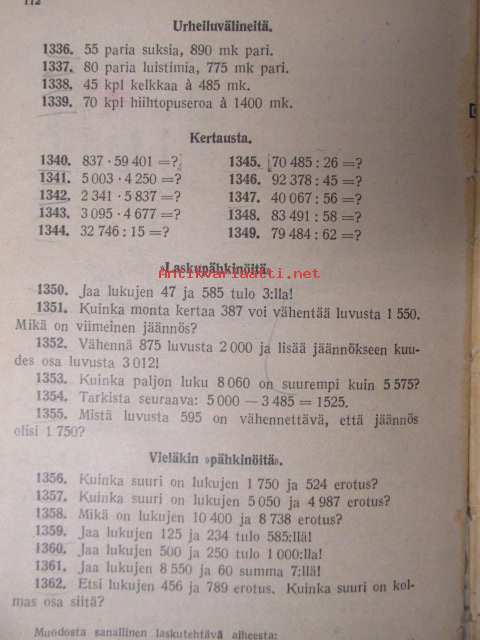 112
Urheiluvälineitä.
1336. 55 paria suksia, 890 mk pari.
1337. 80 paria luistimia, 775 mk pari.
1338. 45 kpl kelkkaa à 485 mk.
1339. 70 kpl hiihtopuseroa à 1400 mk.
Kertausta.
1340. 837 · 59 401 =?
1341. 5 003 · 4 250 =?
1342. 2 341 · 5 837 =?
1343. 3 095 · 4 677 =?
1344. 32 746 : 15 =?
1345. 70 485 : 26 =?
1346. 92 378 : 45 =?
1347. 40 067 : 56 =?
1348. 83 491 : 58 =?
1349. 79 484 : 62 =?
»Laskupähkinöitä»
Antikvariaatti.net
1350. Jaa lukujen 47 ja 585 tulo 3:lla!
1351. Kuinka monta kertaa 387 voi vähentää luvusta 1 550.
Mikä on viimeinen jäännös?
1352. Vähennä 875 luvusta 2 000 ja lisää jäännökseen kuu-
des osa luvusta 3 012!
1353. Kuinka paljon luku 8 060 on suurempi kuin 5 575?
1354. Tarkista seuraava: 5 000 — 3 485 = 1525.
1355. Mistä luvusta 595 on vähennettävä, että jäännös
olisi 1 750?
Vieläkin »pähkinöitä».
1356. Kuinka suuri on lukujen 1 750 ja 524 erotus?
1357. Kuinka suuri on lukujen 5 050 ja 4 987 erotus?
1358. Mikä on lukujen 10 400 ja 8 738 erotus?
1359. Jaa lukujen 125 ja 234 tulo 585:llä!
1360. Jaa lukujen 500 ja 250 tulo 1 000:lla!
1361. Jaa lukujen 8 550 ja 60 summa 7:llä!
1362. Etsi lukujen 456 ja 789 erotus. Kuinka suuri on kol-
mas osa siitä?
Muodosta sanallinen laskutehtävä aiheesta: